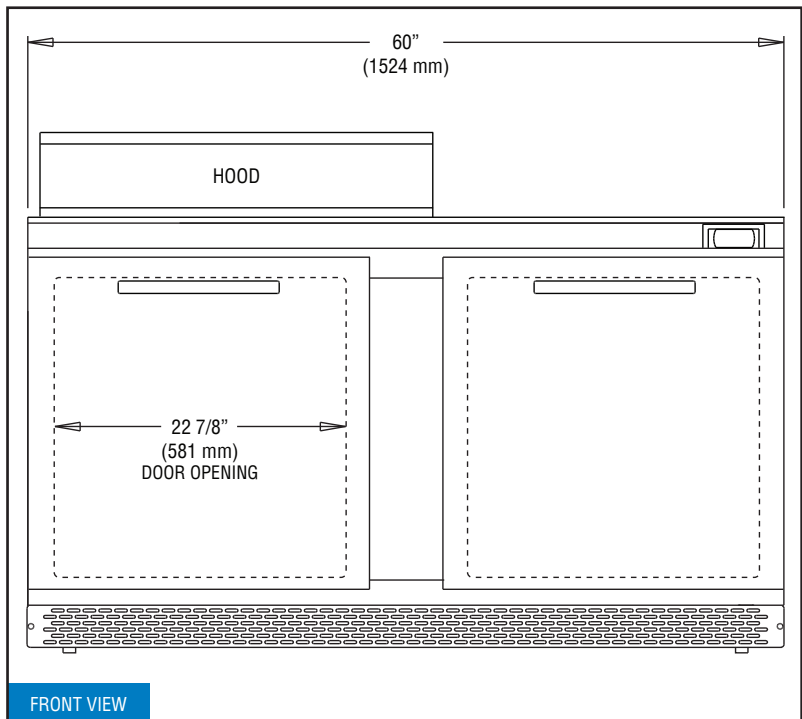 60”
(1524 mm)
HOOD
22 7/8”
(581 mm)
DOOR OPENING
FRONT VIEW